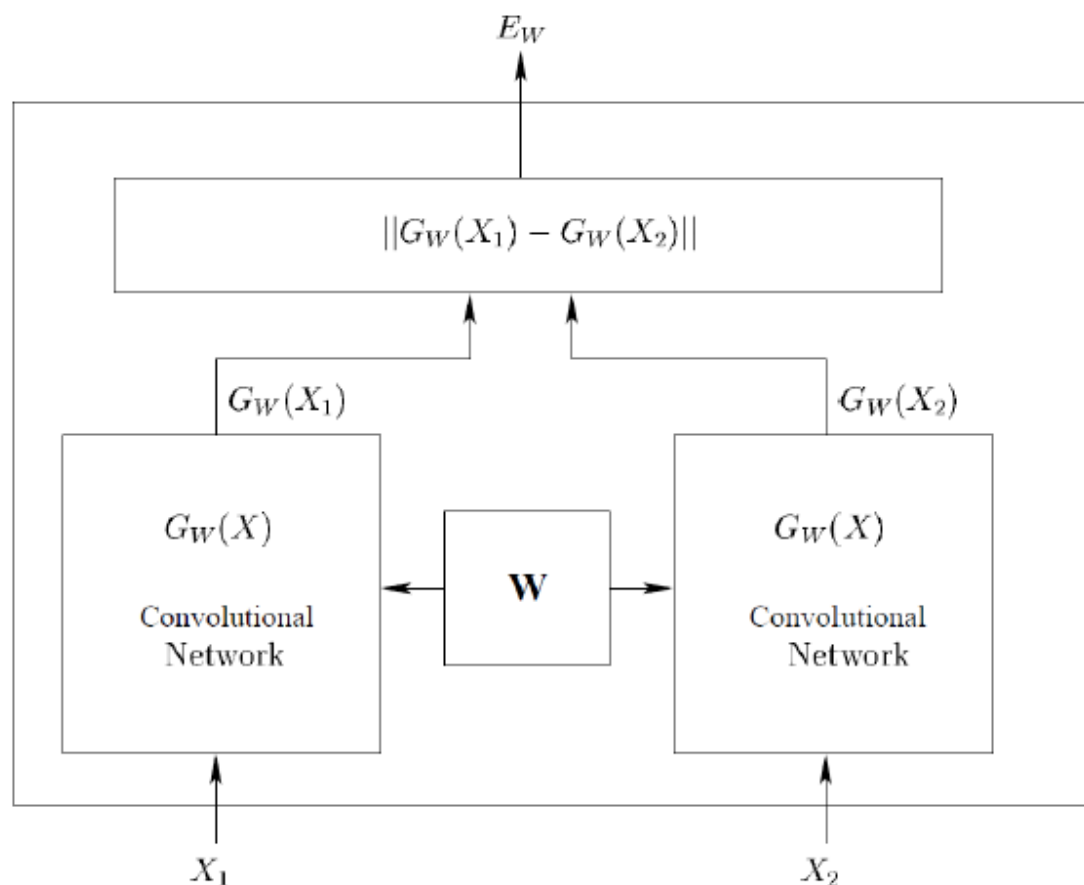 E_W
||G_W(X_1) − G_W(X_2)||
G_W(X_1)
G_W(X_2)
G_W(X)
Convolutional
Network
W
G_W(X)
Convolutional
Network
X_1
X_2